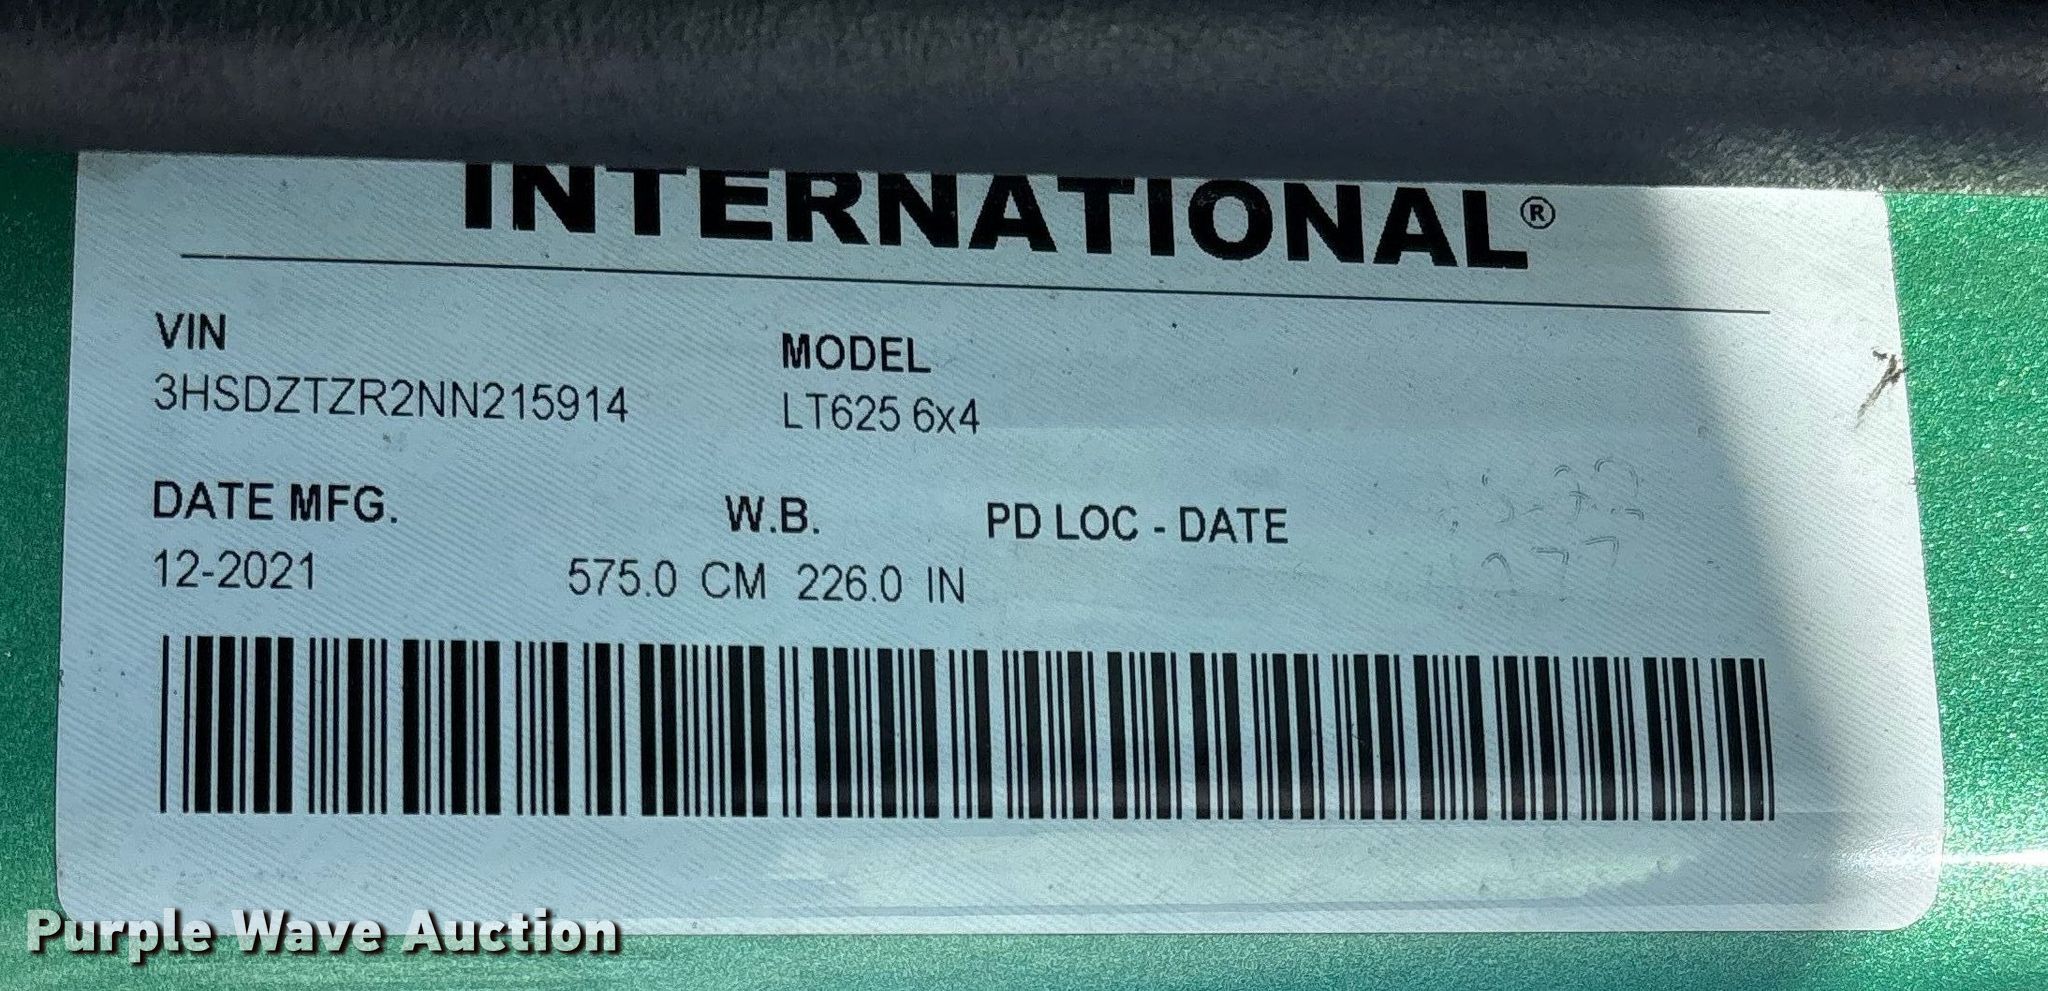 INTERNATIONAL®
VIN
3HSDZTZR2NN215914
MODEL
LT625 6x4
DATE MFG.
12-2021
W.B.
575.0 CM 226.0 IN
PD LOC - DATE
Purple Wave Auction